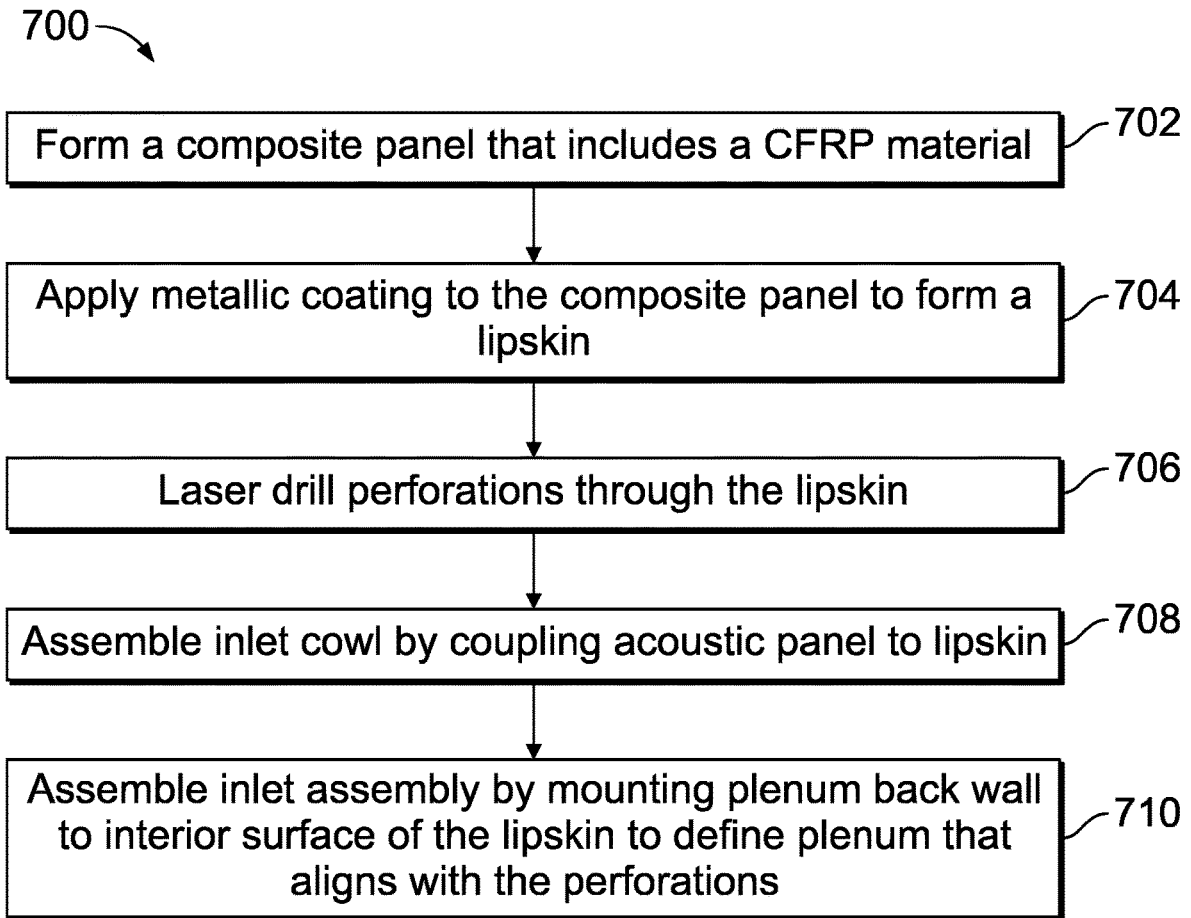 700
Form a composite panel that includes a CFRP material
702
Apply metallic coating to the composite panel to form a
lipskin
704
Laser drill perforations through the lipskin
706
Assemble inlet cowl by coupling acoustic panel to lipskin
708
Assemble inlet assembly by mounting plenum back wall
to interior surface of the lipskin to define plenum that
aligns with the perforations
710